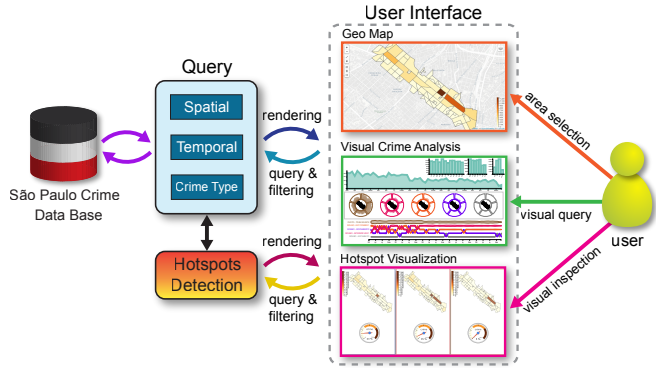 User Interface
Geo Map
Query
Spatial
Temporal
Crime Type
São Paulo Crime
Data Base
rendering
query &
filtering
Visual Crime Analysis
Hotspots
Detection
rendering
query &
filtering
Hotspot Visualization
area selection
visual query
visual inspection
user